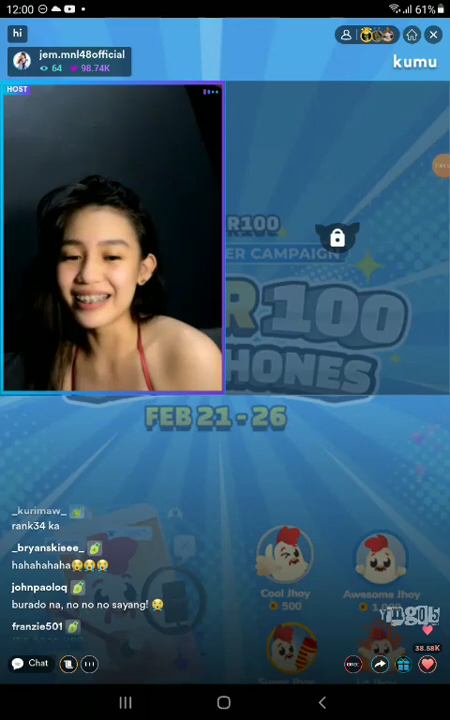 12:00
61%
hi
jem.mnl48official
64 98.74K
kumu
HOST
R100
ER CAMPAIGN
R100
HONES
FEB 21-26
_kurimaw_
rank34 ka
_bryanskieee_
hahahahaha😭😭😭
johnpaoloq
burado na, no no no sayang! 😢
franzie501
Cool Jhoy
500
Awesome Jhoy
38.58K
Chat